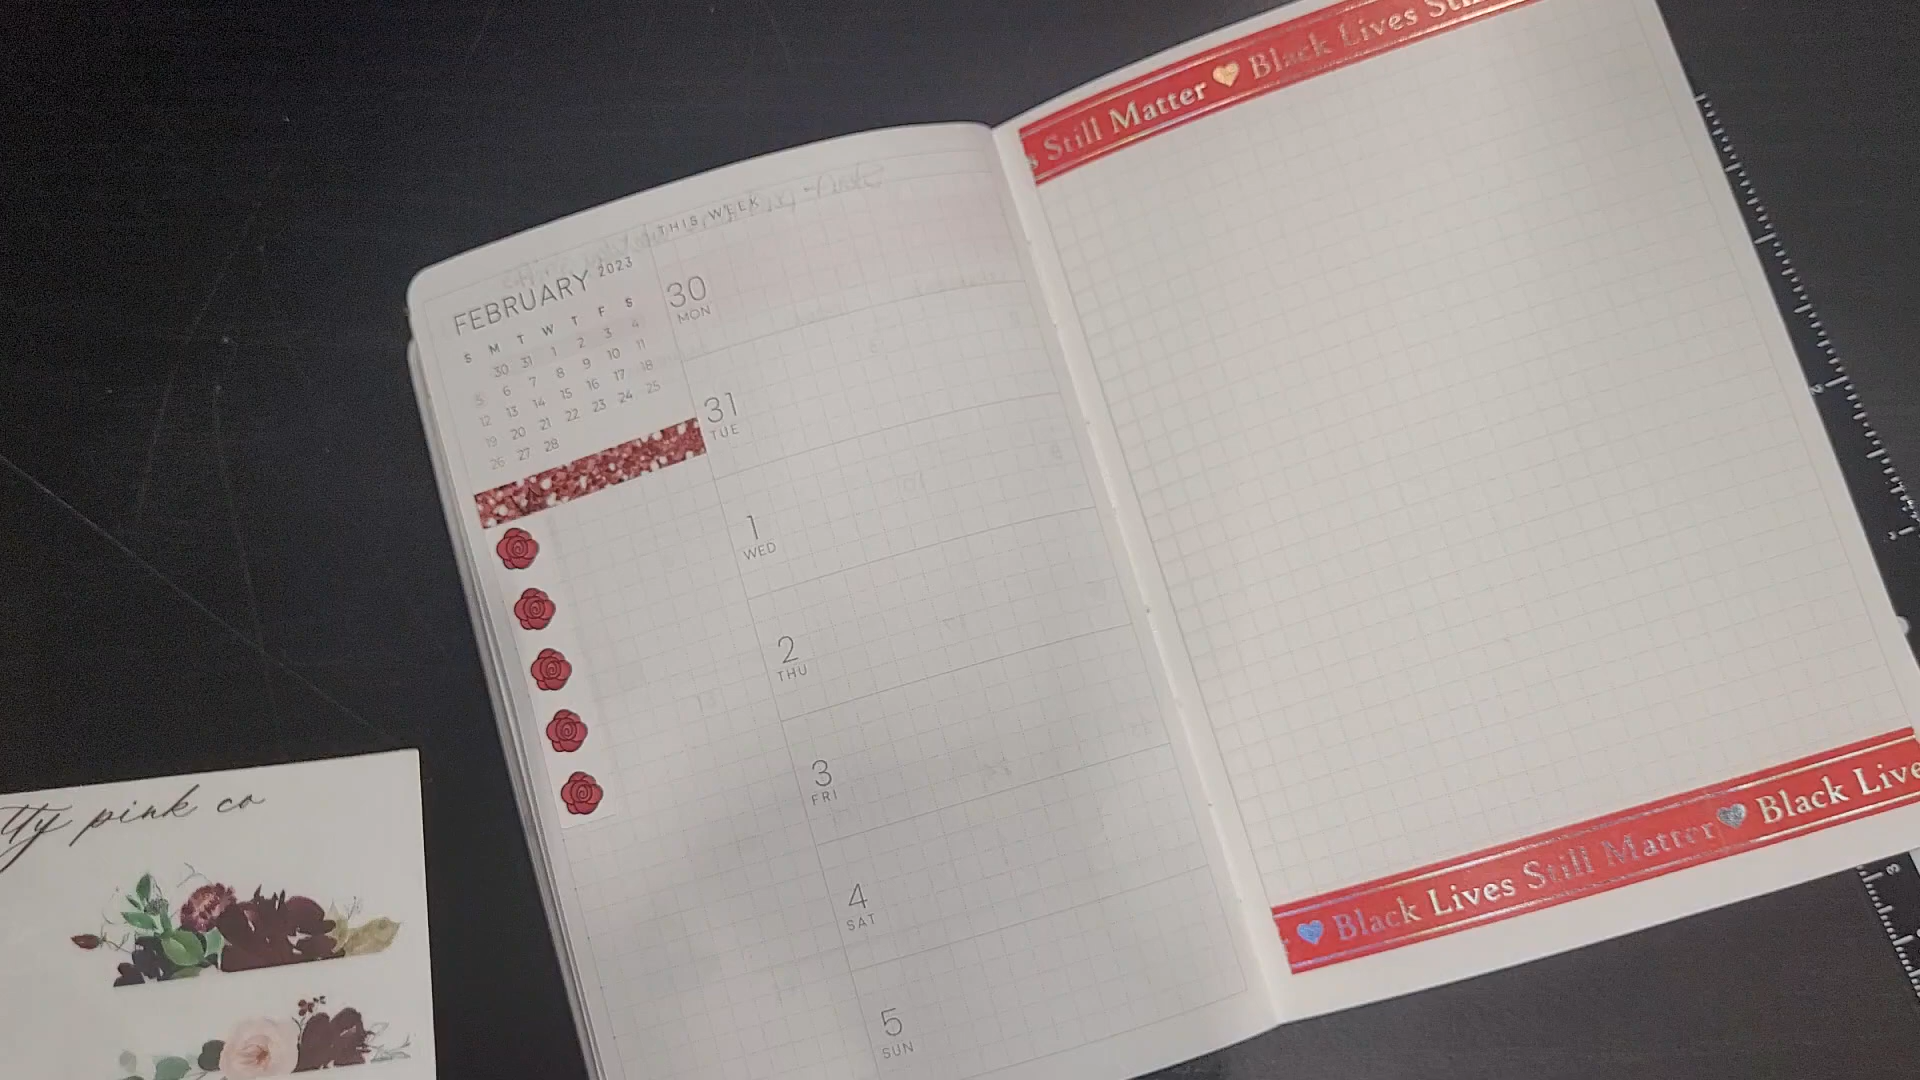 THIS WEEK
FEBRUARY 2023
S M T W T F S
30 31 1 2 3 4
5 6 7 8 9 10 11
12 13 14 15 16 17 18
19 20 21 22 23 24 25
26 27 28
30
MON
31
TUE
1
WED
2
THU
3
FRI
4
SAT
5
SUN
Still Matter ♥ Black Lives
♥ Black Lives Still Matter ♥ Black Live
pink co
2
3